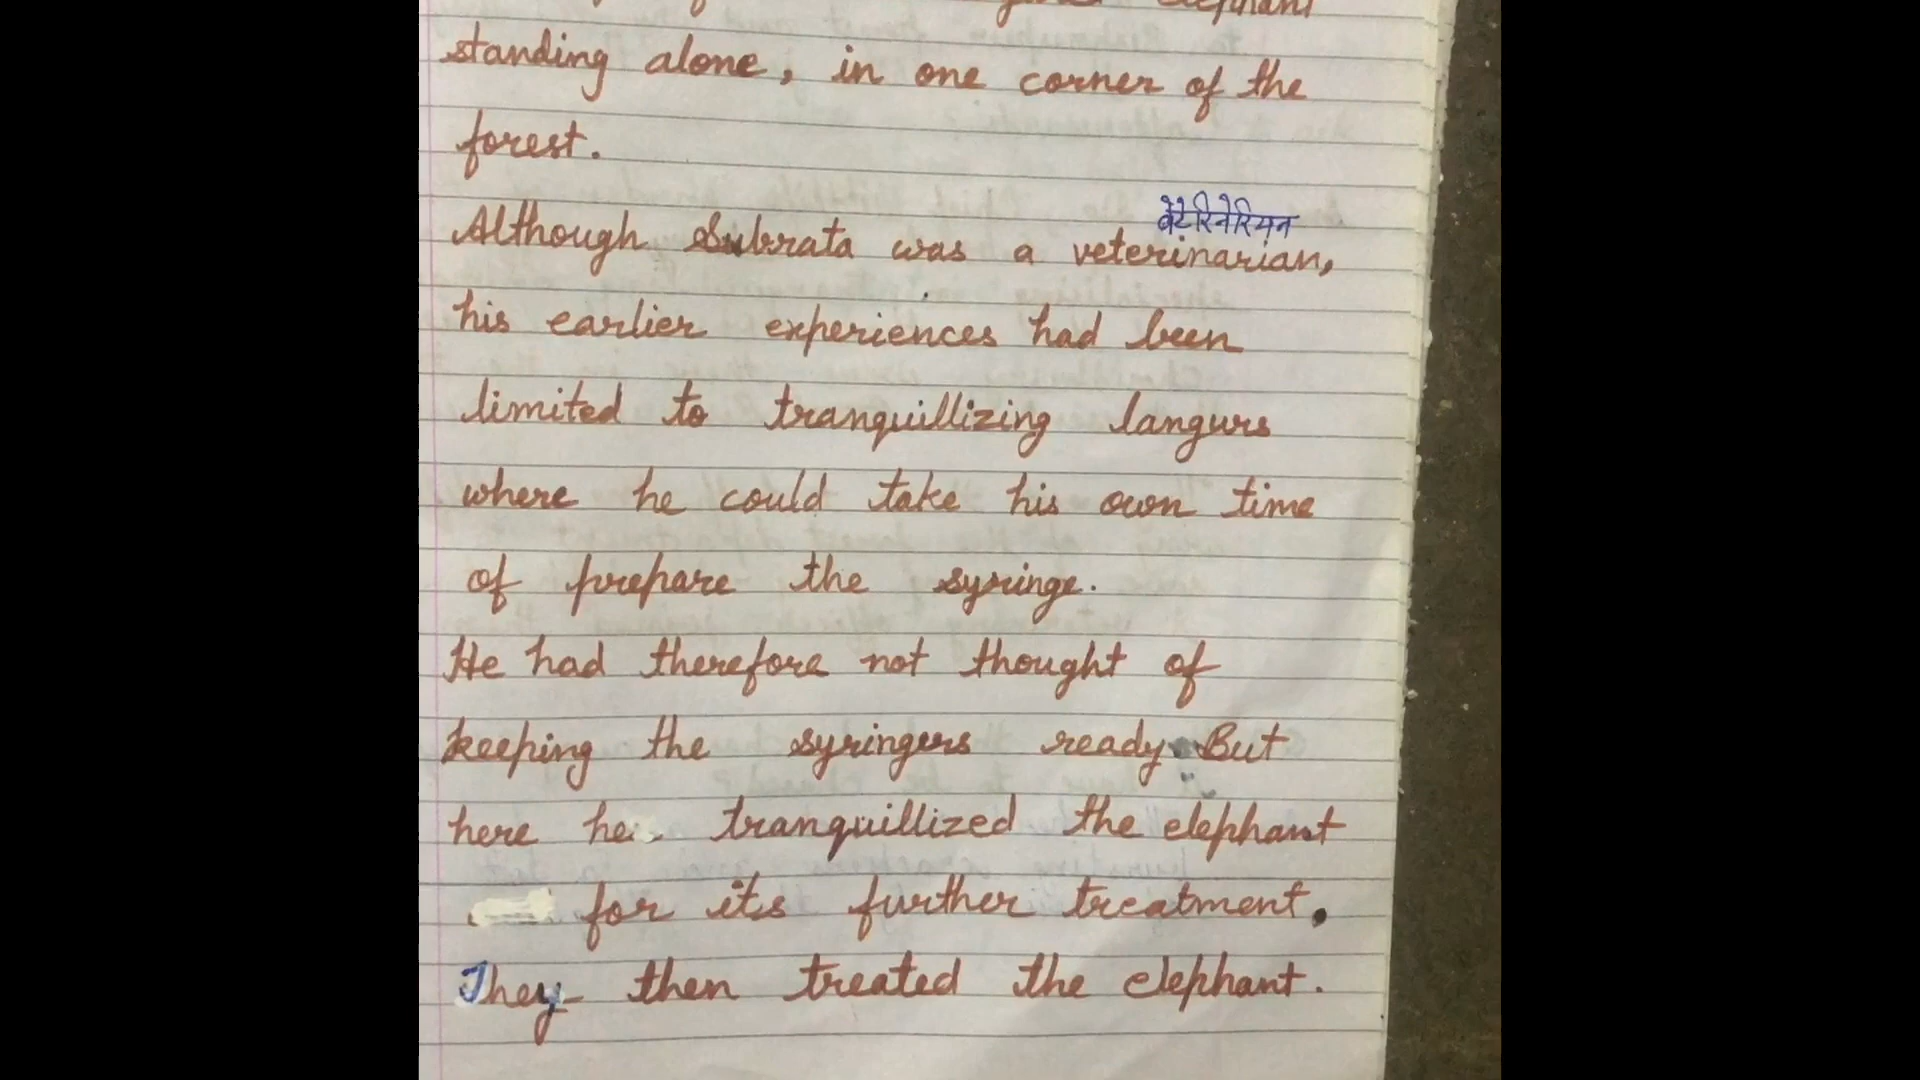 elephant
standing alone, in one corner of the
forest.
वेटेरिनेरियन
Although Subrata was a veterinarian,
his earlier experiences had been
limited to tranquillizing langurs
where he could take his own time
of prepare the syringe.
He had therefore not thought of
keeping the syringers ready. But
here he tranquillized the elephant
for its further treatment.
They then treated the elephant.